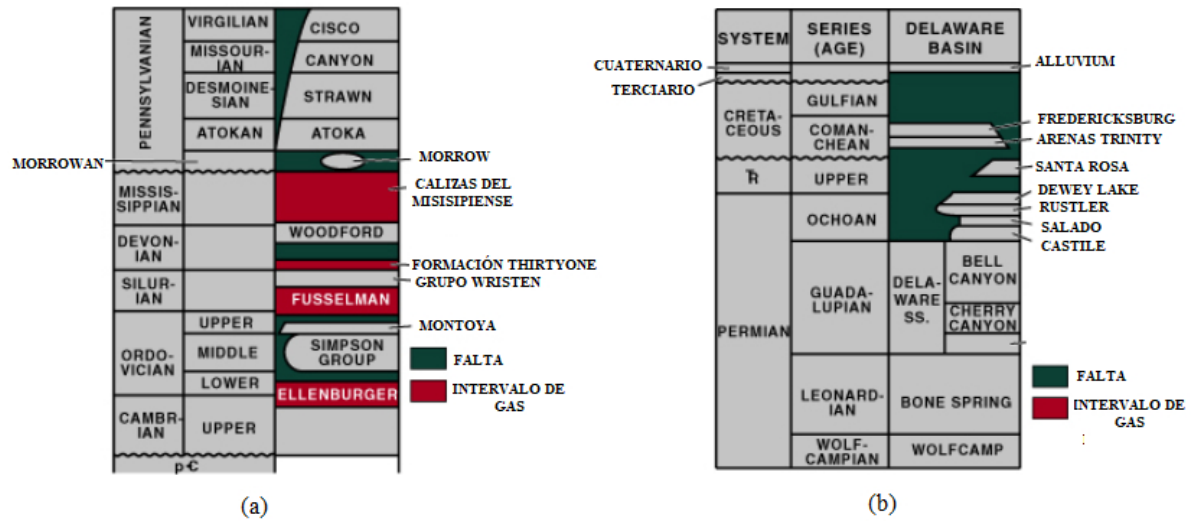 PENNSYLVANIAN
VIRGILIAN
CISCO
MISSOUR-
IAN
CANYON
DESMOINE-
SIAN
STRAWN
ATOKAN
ATOKA
MORROWAN
MORROW
MISSIS-
SIPPIAN
CALIZAS DEL
MISISIPIENSE
WOODFORD
DEVON-
IAN
FORMACIÓN THIRTYONE
SILUR-
IAN
GRUPO WRISTEN
FUSSELMAN
UPPER
MONTOYA
ORDO-
VICIAN
MIDDLE
SIMPSON
GROUP
FALTA
LOWER
ELLENBURGER
INTERVALO DE
GAS
CAMBR-
IAN
UPPER
p-Є
(a)
SYSTEM
SERIES
(AGE)
DELAWARE
BASIN
CUATERNARIO
ALLUVIUM
TERCIARIO
CRETA-
CEOUS
GULFIAN
COMAN-
CHEAN
FREDERICKSBURG
ARENAS TRINITY
TR
UPPER
SANTA ROSA
DEWEY LAKE
OCHOAN
RUSTLER
SALADO
CASTILE
PERMIAN
GUADA-
LUPIAN
DELA-
WARE
SS.
BELL
CANYON
CHERRY
CANYON
LEONARD-
IAN
BONE SPRING
FALTA
INTERVALO DE
GAS
:
WOLF-
CAMPIAN
WOLFCAMP
(b)